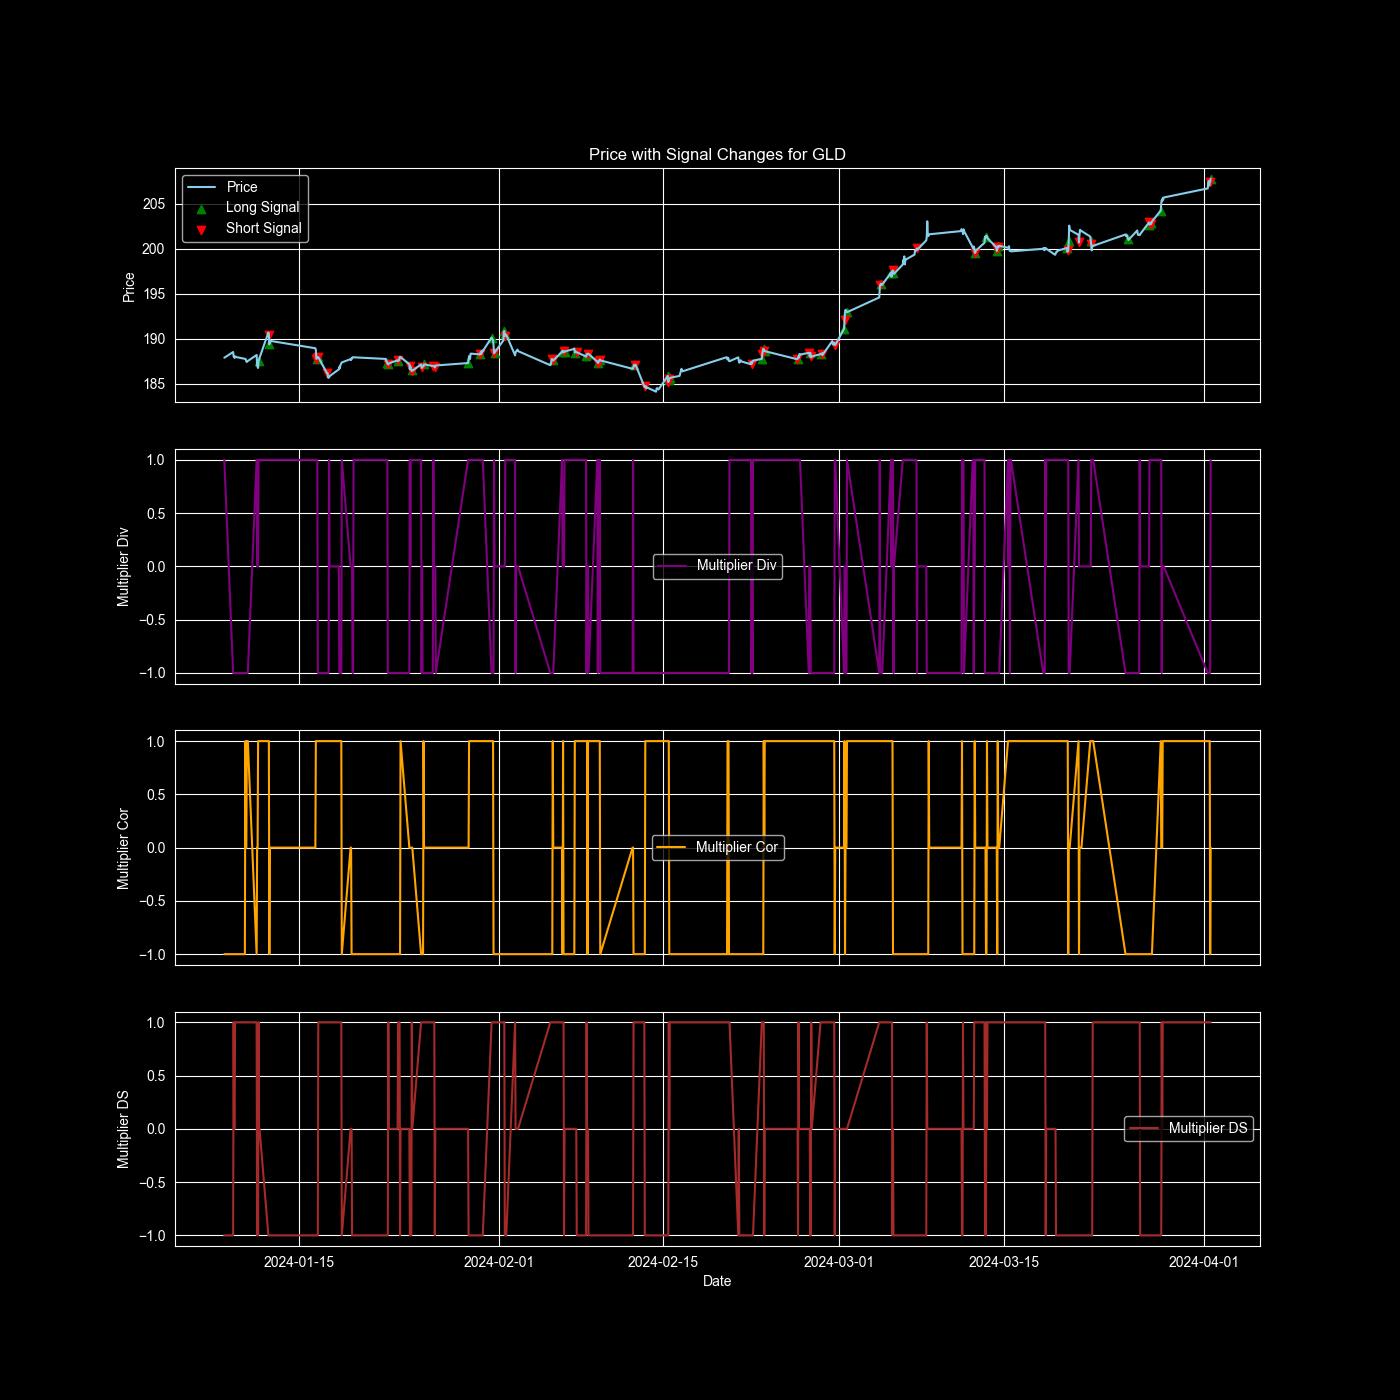 Price with Signal Changes for GLD
Price
Long Signal
Short Signal
205
200
195
190
185
Price
1.0
0.5
0.0
−0.5
−1.0
Multiplier Div
Multiplier Div
1.0
0.5
0.0
−0.5
−1.0
Multiplier Cor
Multiplier Cor
1.0
0.5
0.0
−0.5
−1.0
Multiplier DS
Multiplier DS
2024-01-15 2024-02-01 2024-02-15 2024-03-01 2024-03-15 2024-04-01
Date